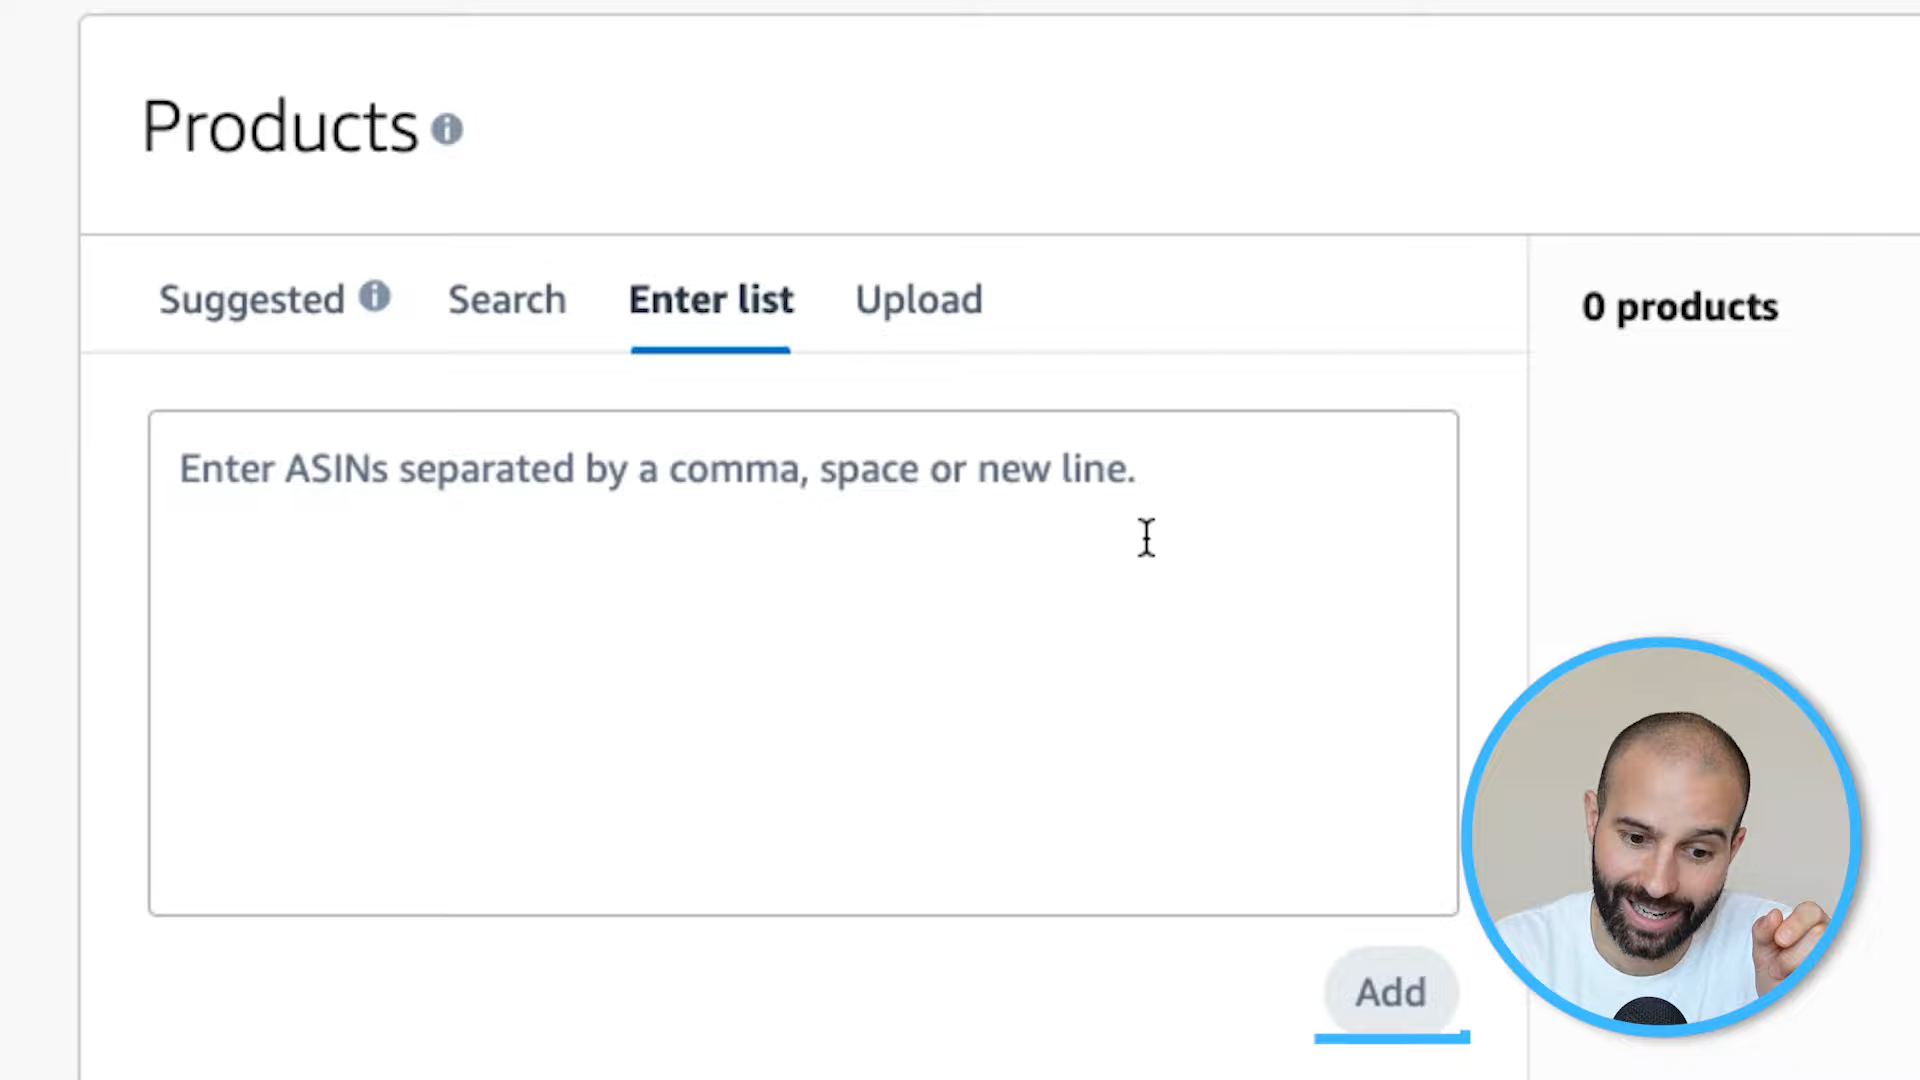 Products
Suggested Search Enter list Upload
0 products
Enter ASINs separated by a comma, space or new line.
Add